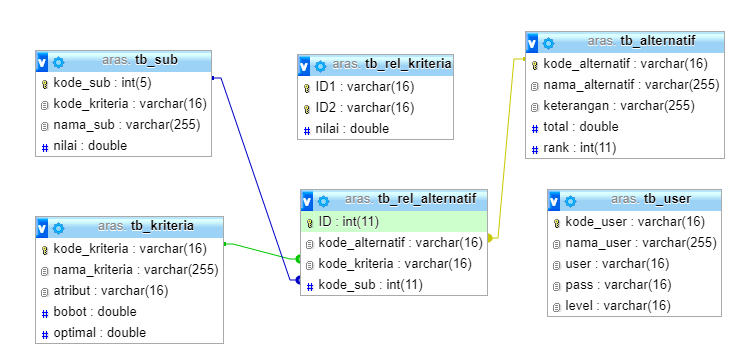 aras. tb_sub
kode_sub : int(5)
kode_kriteria : varchar(16)
nama_sub : varchar(255)
nilai : double
aras. tb_rel_kriteria
ID1 : varchar(16)
ID2 : varchar(16)
nilai : double
aras. tb_alternatif
kode_alternatif : varchar(16)
nama_alternatif : varchar(255)
keterangan : varchar(255)
total : double
rank : int(11)
aras. tb_kriteria
kode_kriteria : varchar(16)
nama_kriteria : varchar(255)
atribut : varchar(16)
bobot : double
optimal : double
aras. tb_rel_alternatif
ID : int(11)
kode_alternatif : varchar(16)
kode_kriteria : varchar(16)
kode_sub : int(11)
aras. tb_user
kode_user : varchar(16)
nama_user : varchar(255)
user : varchar(16)
pass : varchar(16)
level : varchar(16)